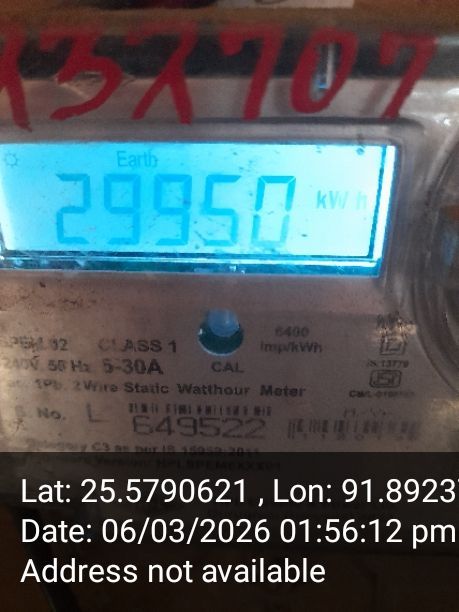 Earth
29950 kWh
CLASS 1
6400
imp/kWh
240V, 50 Hz 5-30A
CAL
1Ph. 2Wire Static Watthour Meter
S. No. L 649522
Lat: 25.5790621 , Lon: 91.8923
Date: 06/03/2026 01:56:12 pm
Address not available